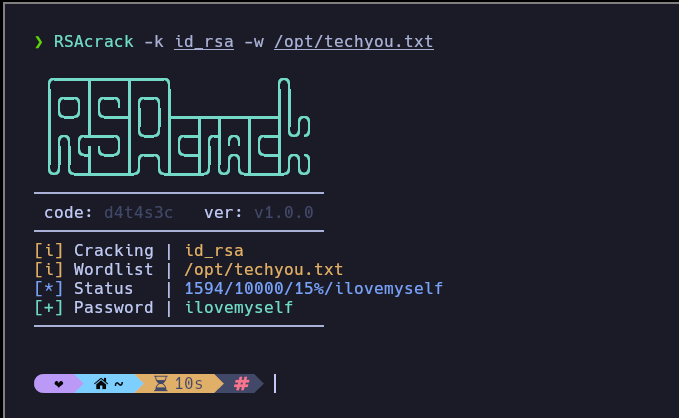 ❯ RSAcrack -k id_rsa -w /opt/techyou.txt
RSAcrack
code: d4t4s3c ver: v1.0.0
[i] Cracking | id_rsa
[i] Wordlist | /opt/techyou.txt
[*] Status | 1594/10000/15%/ilovemyself
[+] Password | ilovemyself
~ 10s #